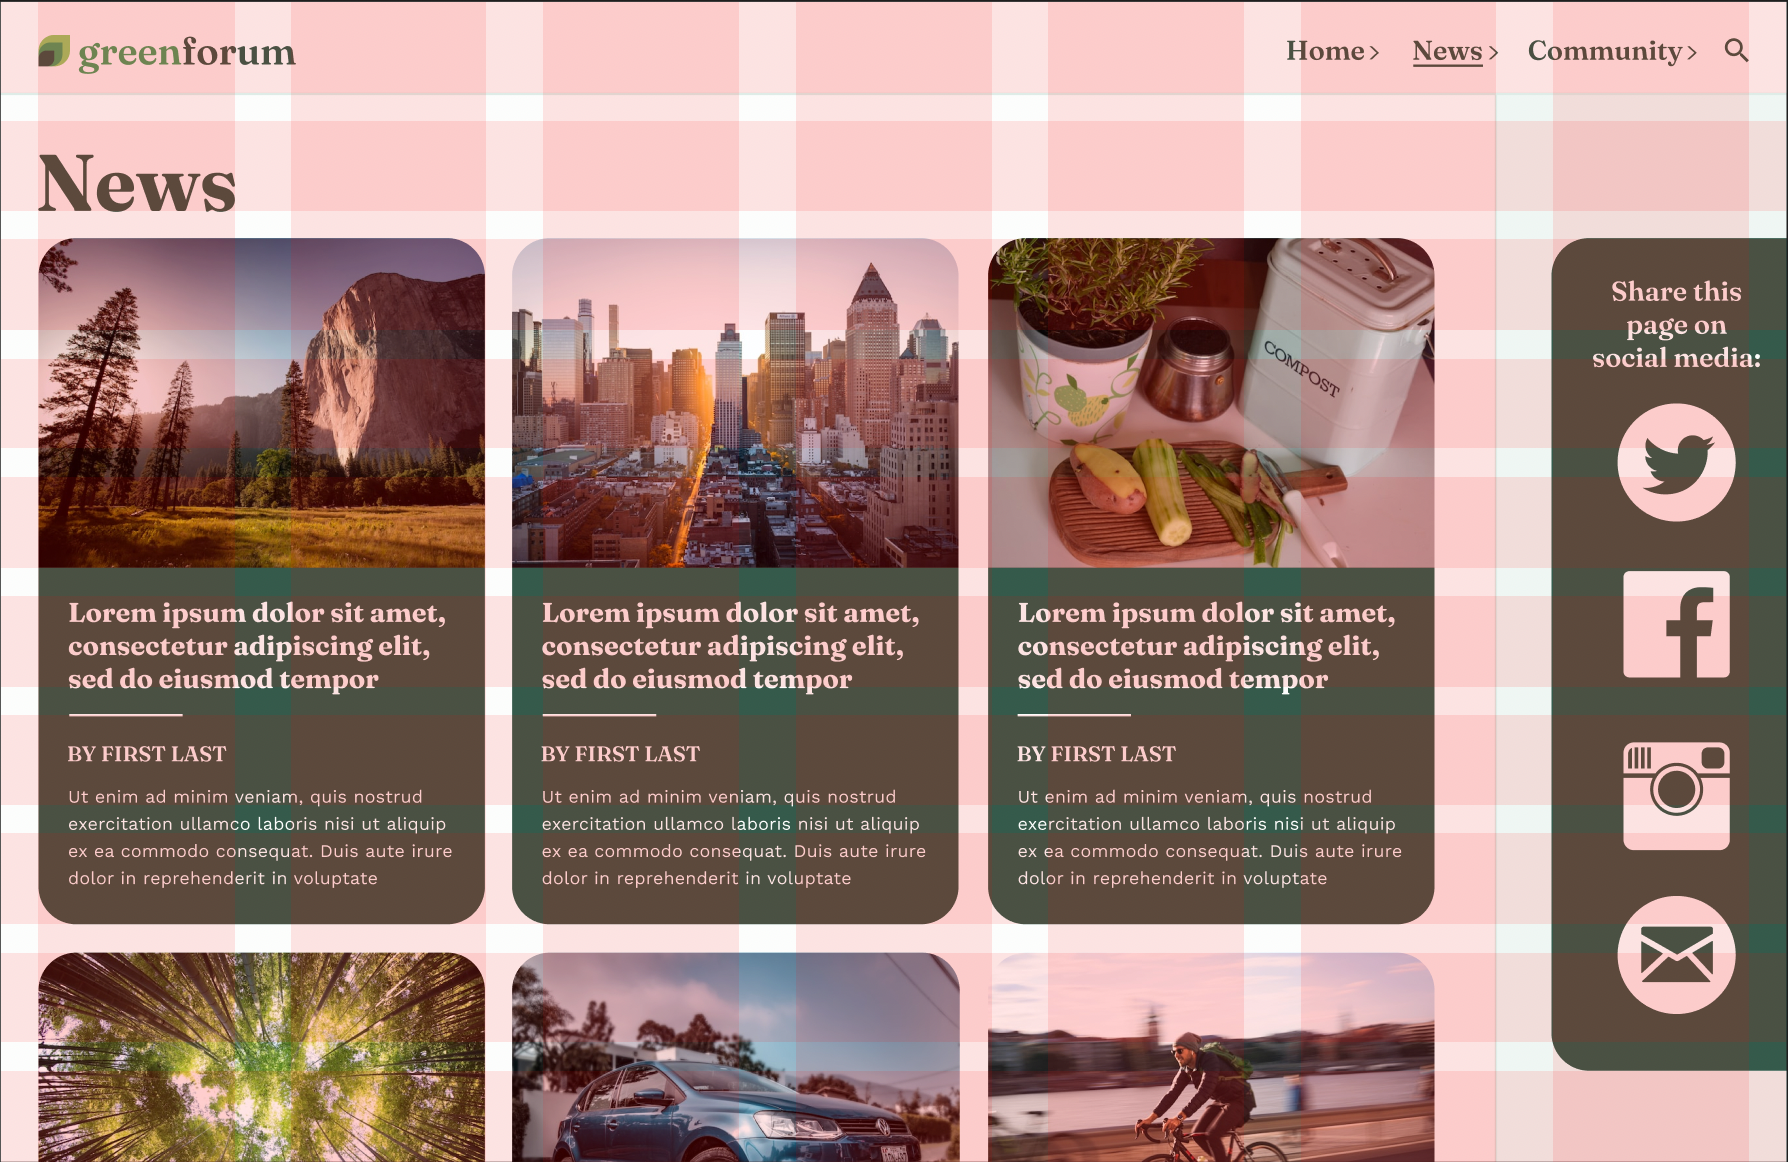 greenforum
Home News Community
News
COMPOST
Lorem ipsum dolor sit amet,
consectetur adipiscing elit,
sed do eiusmod tempor
BY FIRST LAST
Ut enim ad minim veniam, quis nostrud
exercitation ullamco laboris nisi ut aliquip
ex ea commodo consequat. Duis aute irure
dolor in reprehenderit in voluptate
Lorem ipsum dolor sit amet,
consectetur adipiscing elit,
sed do eiusmod tempor
BY FIRST LAST
Ut enim ad minim veniam, quis nostrud
exercitation ullamco laboris nisi ut aliquip
ex ea commodo consequat. Duis aute irure
dolor in reprehenderit in voluptate
Lorem ipsum dolor sit amet,
consectetur adipiscing elit,
sed do eiusmod tempor
BY FIRST LAST
Ut enim ad minim veniam, quis nostrud
exercitation ullamco laboris nisi ut aliquip
ex ea commodo consequat. Duis aute irure
dolor in reprehenderit in voluptate
Share this
page on
social media: